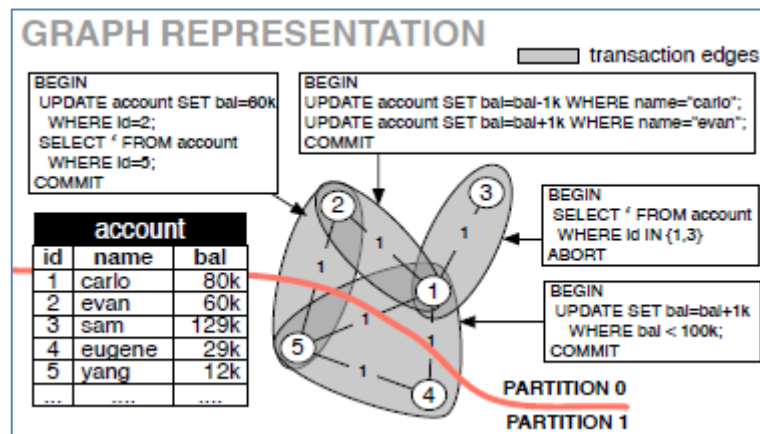 GRAPH REPRESENTATION
transaction edges
BEGIN
UPDATE account SET bal=60k
WHERE id=2;
SELECT * FROM account
WHERE id=5;
COMMIT
BEGIN
UPDATE account SET bal=bal-1k WHERE name="carlo";
UPDATE account SET bal=bal+1k WHERE name="evan";
COMMIT
BEGIN
SELECT * FROM account
WHERE id IN {1,3}
ABORT
BEGIN
UPDATE SET bal=bal+1k
WHERE bal < 100k;
COMMIT
account
id name bal
1 carlo 80k
2 evan 60k
3 sam 129k
4 eugene 29k
5 yang 12k
... .... ....
2
3
1
1
1
1
1
1
5
1
4
PARTITION 0
PARTITION 1